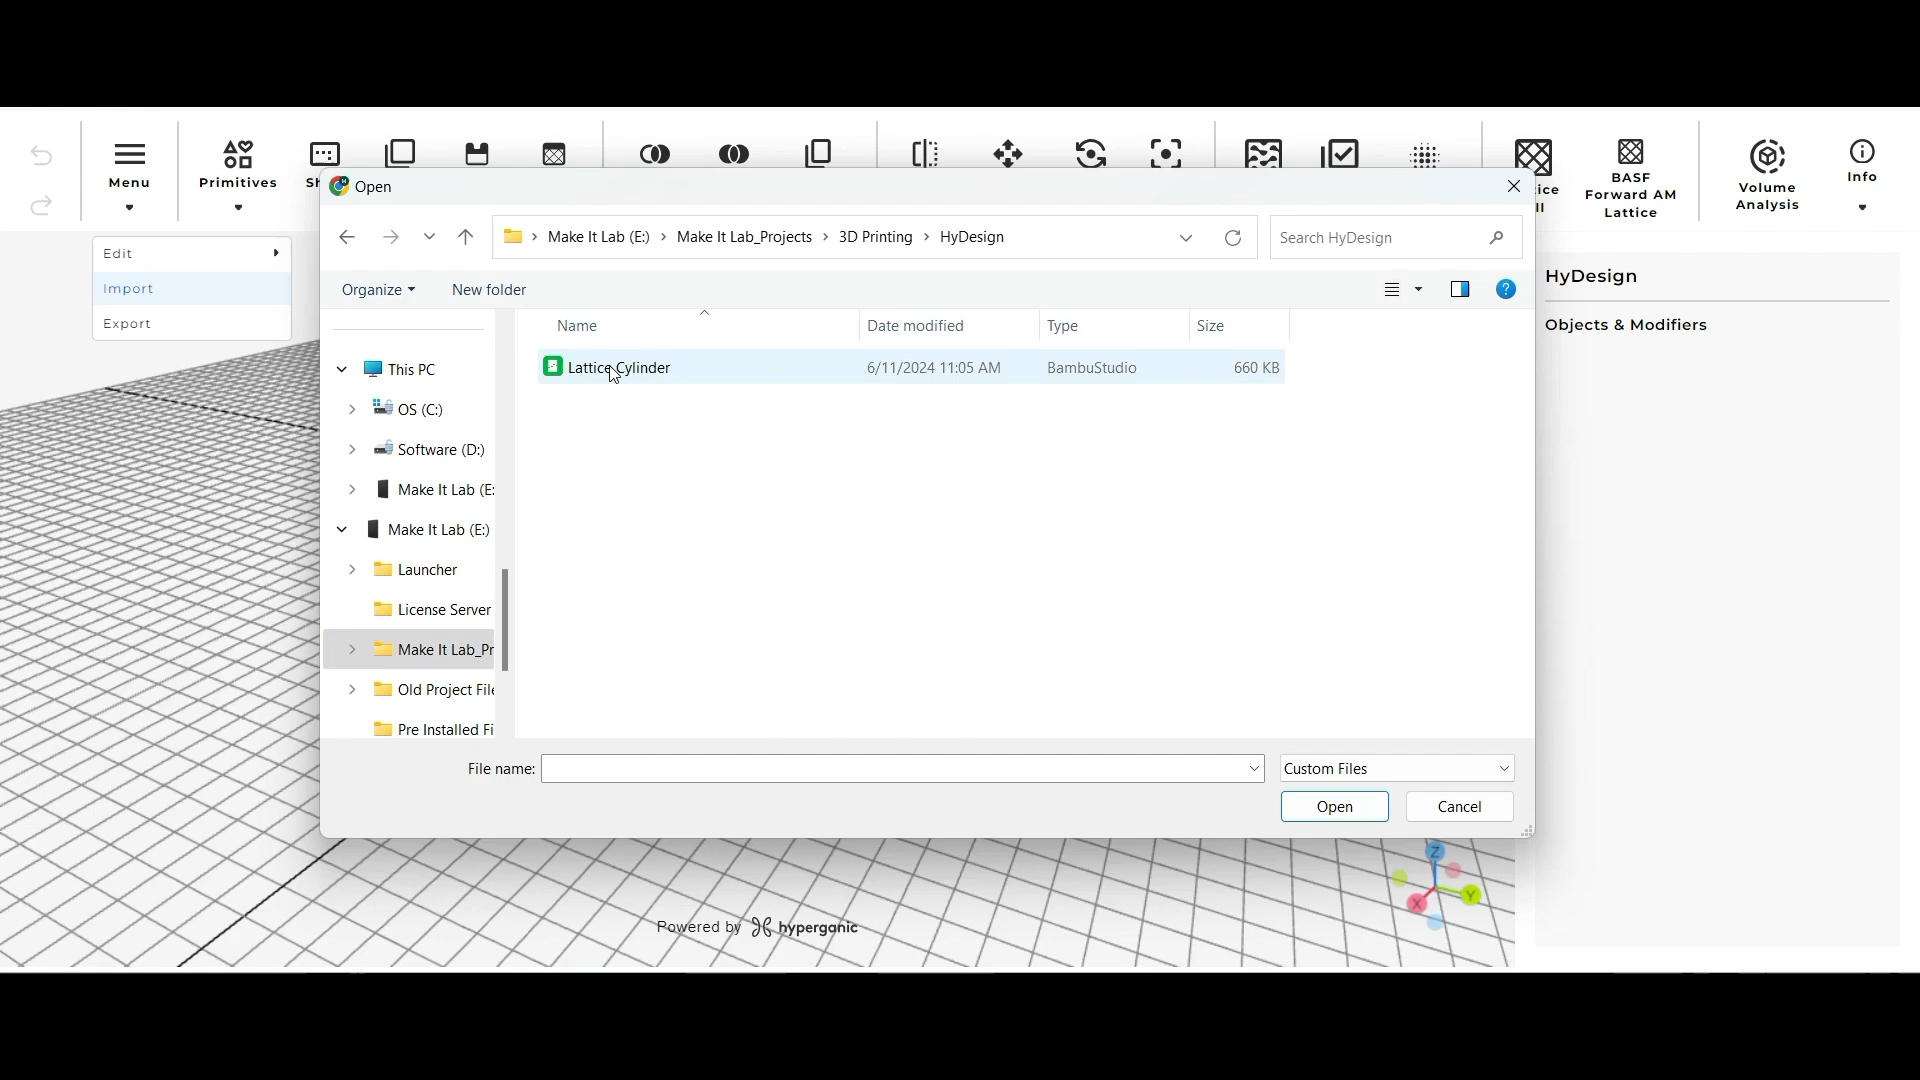 Menu
Primitives
Sh
ice
ll
BASF
Forward AM
Lattice
Volume
Analysis
Info
Edit
Import
Export
Open
Make It Lab (E:) › Make It Lab_Projects › 3D Printing › HyDesign
Search HyDesign
Organize
New folder
Name
Date modified
Type
Size
Lattice Cylinder
6/11/2024 11:05 AM
BambuStudio
660 KB
This PC
OS (C:)
Software (D:)
Make It Lab (E:
Make It Lab (E:)
Launcher
License Server
Make It Lab_Pr
Old Project File
Pre Installed Fi
File name:
Custom Files
Open
Cancel
HyDesign
Objects & Modifiers
Z
Y
X
Powered by hyperganic